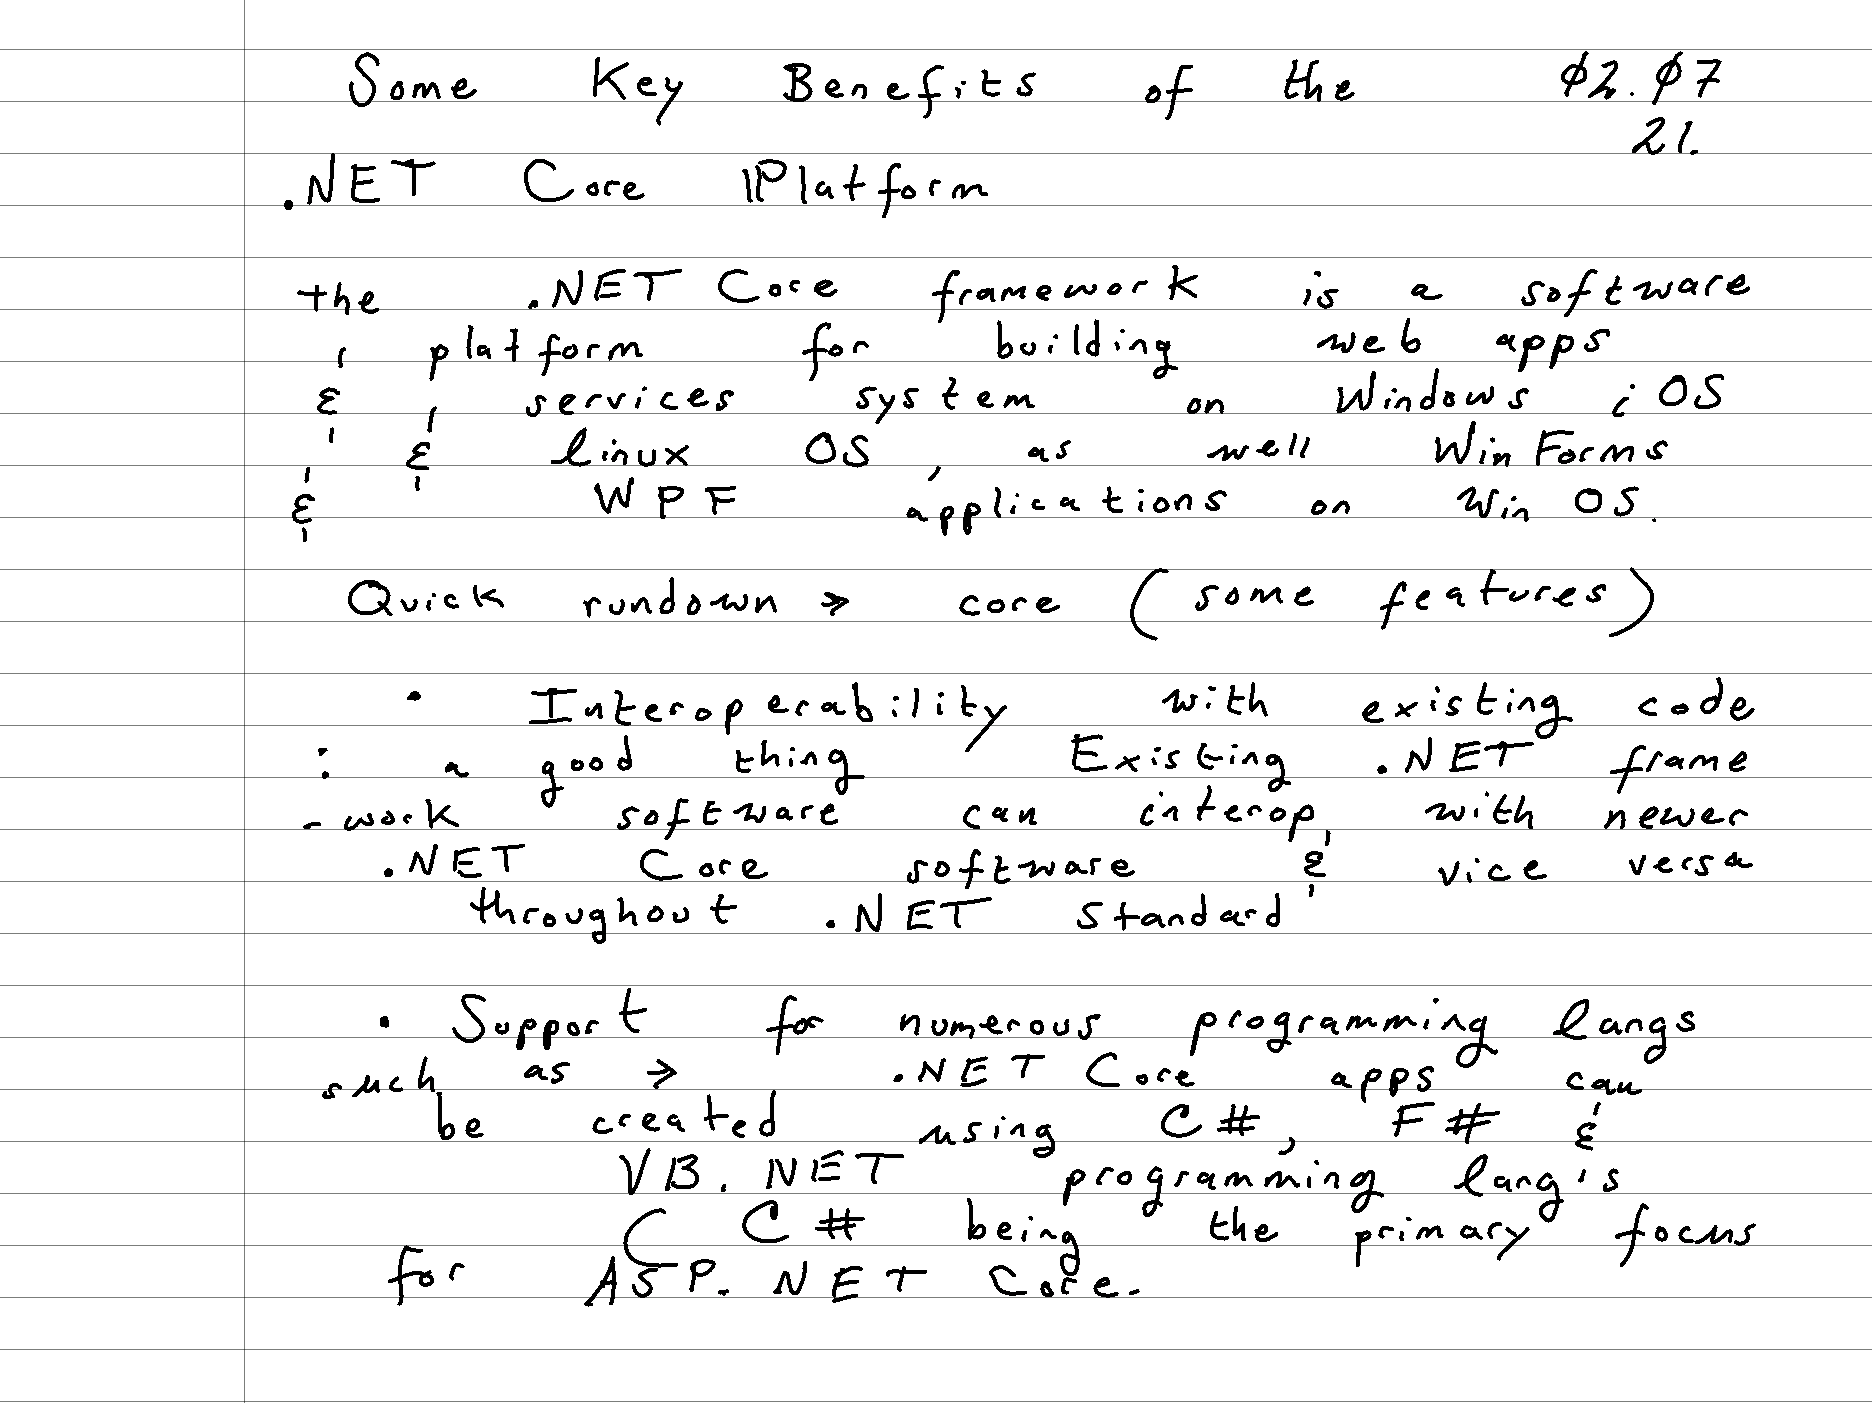 Some Key Benefits of the 02.07
21.
.NET Core Platform
the .NET Core framework is a software
platform for building web apps
& services system on Windows iOS
& linux OS, as well WinForms
& WPF applications on Win OS.
Quick rundown → core (some features)
• Interoperability with existing code
: a good thing Existing .NET frame
-work software can interop, with newer
.NET Core software & vice versa
throughout .NET Standard
• Support for numerous programming langs
such as → .NET Core apps can
be created using C#, F# &
VB.NET programming lang's
( C# being the primary focus
for ASP.NET Core.